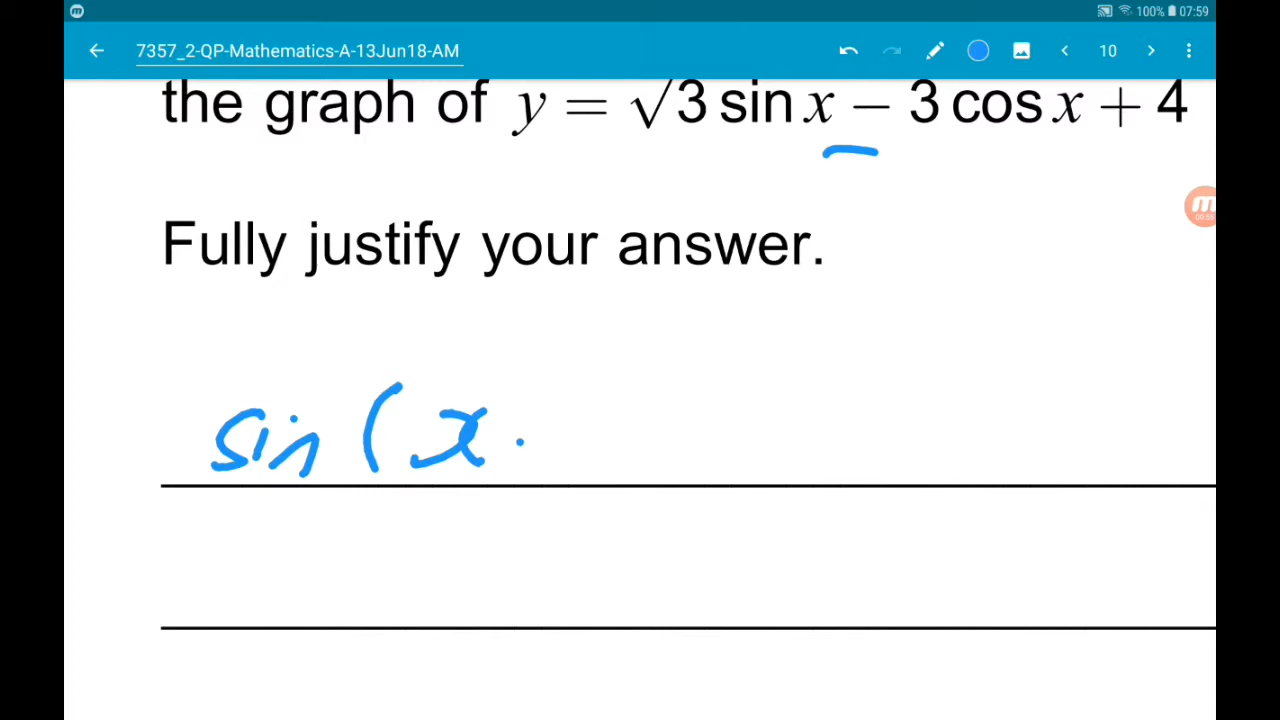 100% 07:59
7357_2-QP-Mathematics-A-13Jun18-AM 10
the graph of y = √3 sin x − 3 cos x + 4
Fully justify your answer.
sin ( x